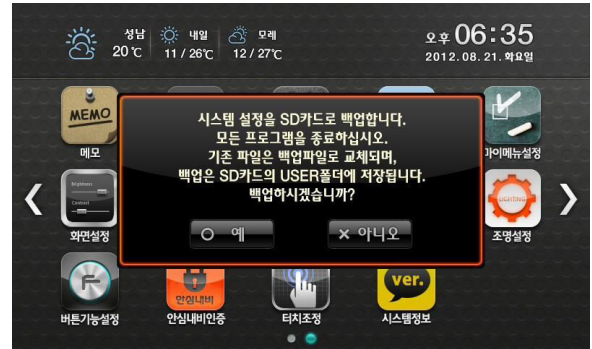 성남 내일 모레
20℃ 11 / 26℃ 12 / 27℃
오후 06:35
2012. 08. 21. 화요일
MEMO
메모
시스템 설정을 SD카드로 백업합니다.
모든 프로그램을 종료하십시오.
기존 파일은 백업파일로 교체되며,
백업은 SD카드의 USER폴더에 저장됩니다.
백업하시겠습니까?
예 아니오
마이메뉴설정
Brightness
Contrast
화면설정
LIGHTING
조명설정
버튼기능설정
안심내비
안심내비인증
터치조정
ver.
시스템정보